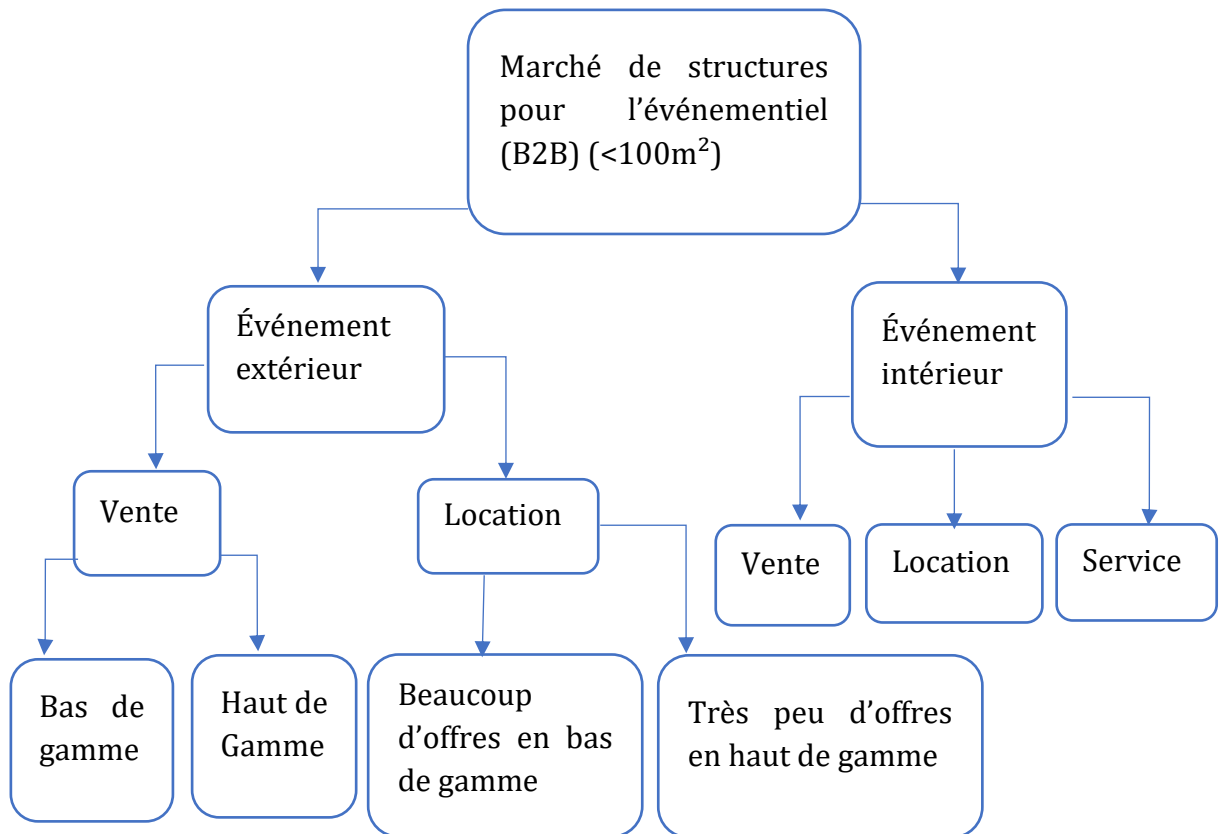 Marché de structures
pour l’événementiel
(B2B) (<100m²)
Événement
extérieur
Événement
intérieur
Vente
Location
Vente
Location
Service
Bas de
gamme
Haut de
Gamme
Beaucoup
d’offres en bas
de gamme
Très peu d’offres
en haut de gamme